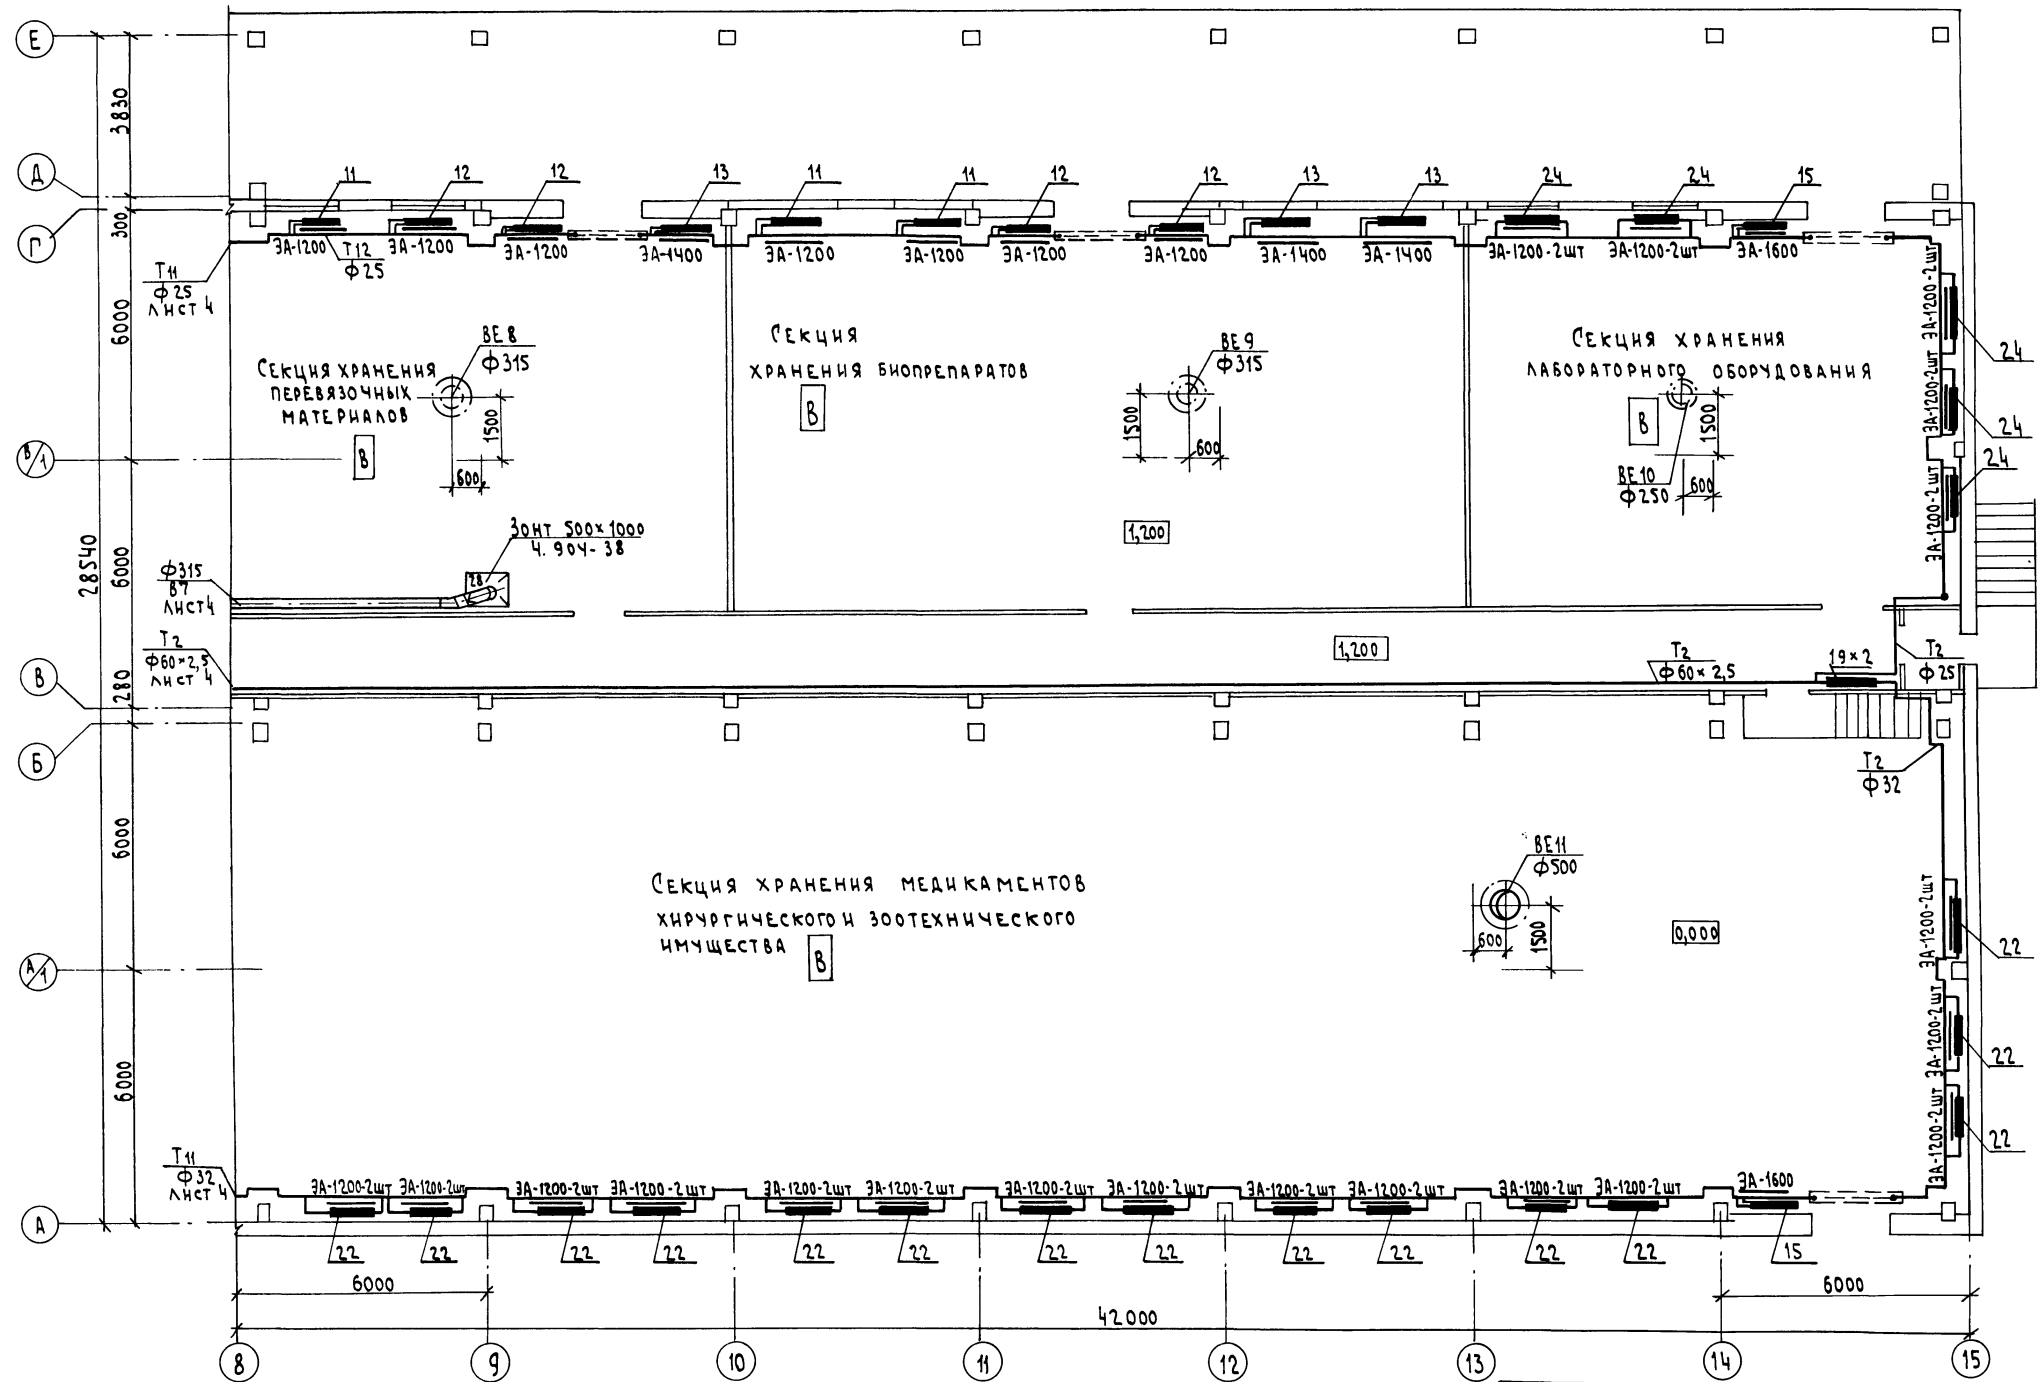 Е
3830
Д
11
12
12
13
11
11
12
12
13
13
24
24
15
300
Г
ЭА-1200
Т12
ф25
ЭА-1200
ЭА-1200
ЭА-1400
ЭА-1200
ЭА-1200
ЭА-1200
ЭА-1200
ЭА-1400
ЭА-1400
ЭА-1200-2шт
ЭА-1200-2шт
ЭА-1600
Т11
ф25
лист 4
ЭА-1200-2шт
24
ЭА-1200-2шт
24
ЭА-1200-2шт
24
6000
Секция хранения
перевязочных
материалов
В
ВЕ8
ф315
1500
600
Секция
хранения биопрепаратов
В
ВЕ9
ф315
1500
600
Секция хранения
лабораторного оборудования
В
ВЕ10
ф250
1500
600
В/1
28540
6000
Зонт 500×1000
4.904-38
28
1,200
ф315
В7
лист4
Т2
ф60×2,5
лист 4
1,200
Т2
ф60×2,5
19×2
Т2
ф25
В
1280
Б
Т2
ф32
6000
Секция хранения медикаментов
хирургического и зоотехнического
имущества
В
ВЕ11
ф500
600
1500
0,000
ЭА-1200-2шт
22
ЭА-1200-2шт
22
ЭА-1200-2шт
22
А/1
6000
Т11
ф32
лист 4
ЭА-1200-2шт
ЭА-1200-2шт
ЭА-1200-2шт
ЭА-1200-2шт
ЭА-1200-2шт
ЭА-1200-2шт
ЭА-1200-2шт
ЭА-1200-2шт
ЭА-1200-2шт
ЭА-1200-2шт
ЭА-1200-2шт
ЭА-1200-2шт
ЭА-1600
А
22
22
22
22
22
22
22
22
22
22
22
22
15
6000
6000
42000
8
9
10
11
12
13
14
15